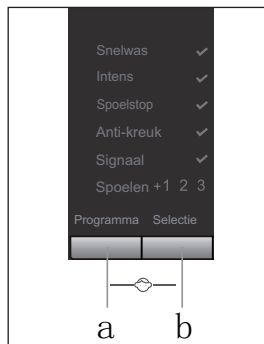 Snelwas ✓
Intens ✓
Spoelstop ✓
Anti-kreuk ✓
Signaal ✓
Spoelen +1 2 3
Programma Selectie
a b